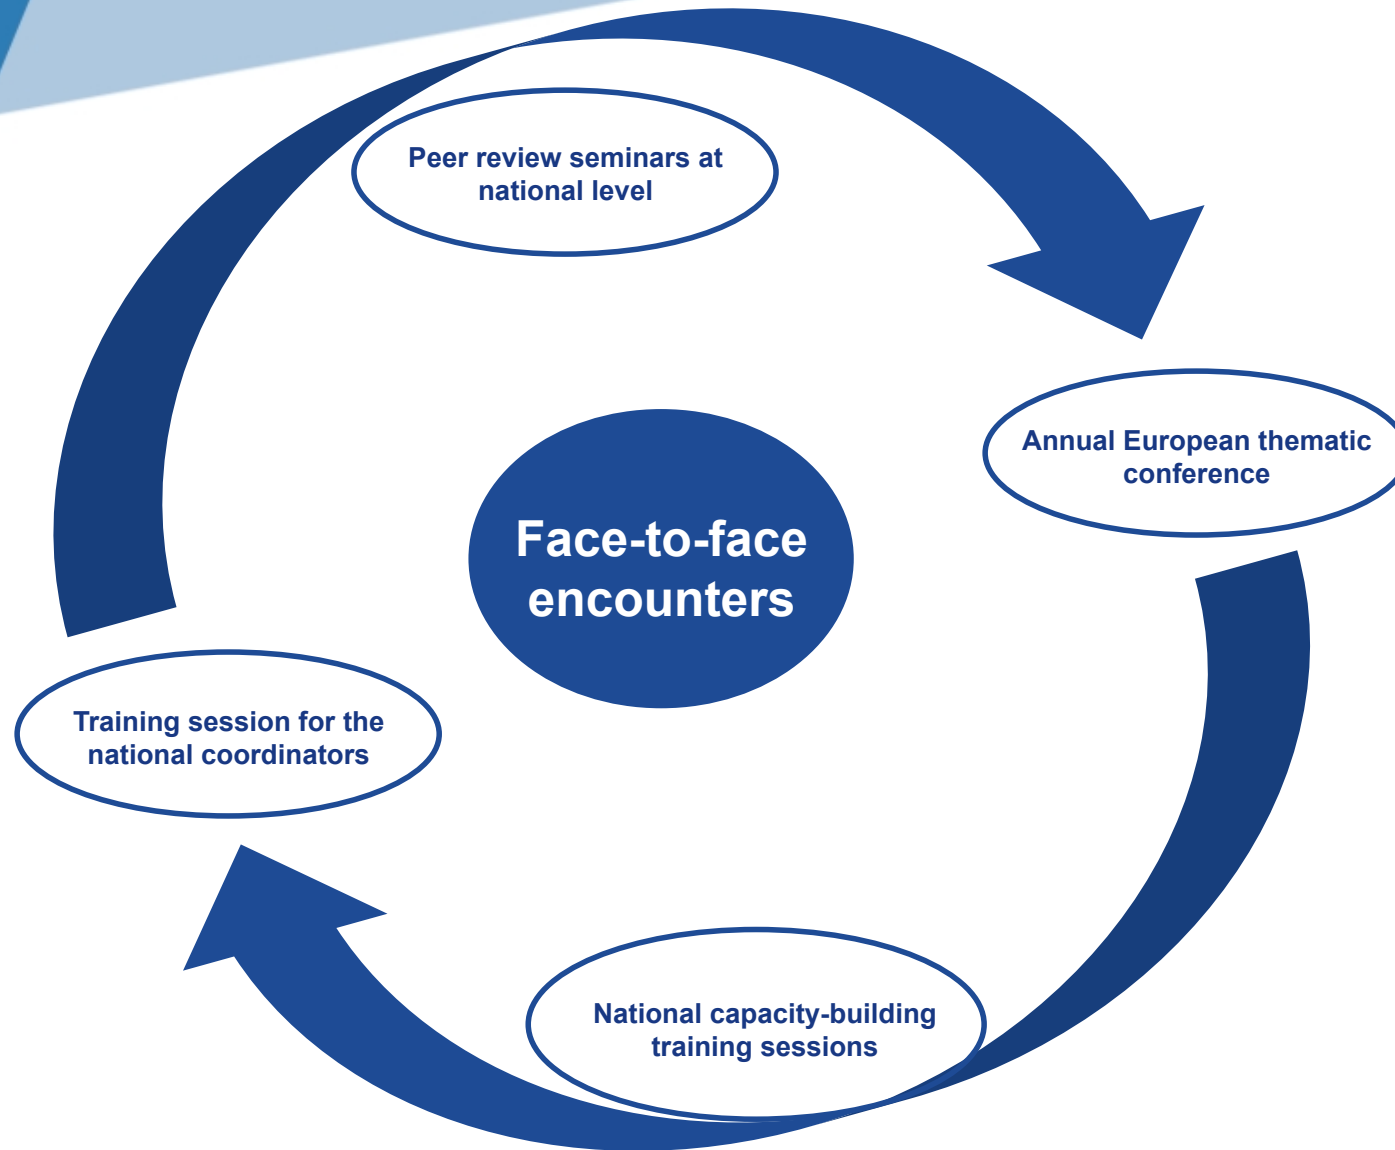 Peer review seminars at
national level
Annual European thematic
conference
Face-to-face
encounters
Training session for the
national coordinators
National capacity-building
training sessions